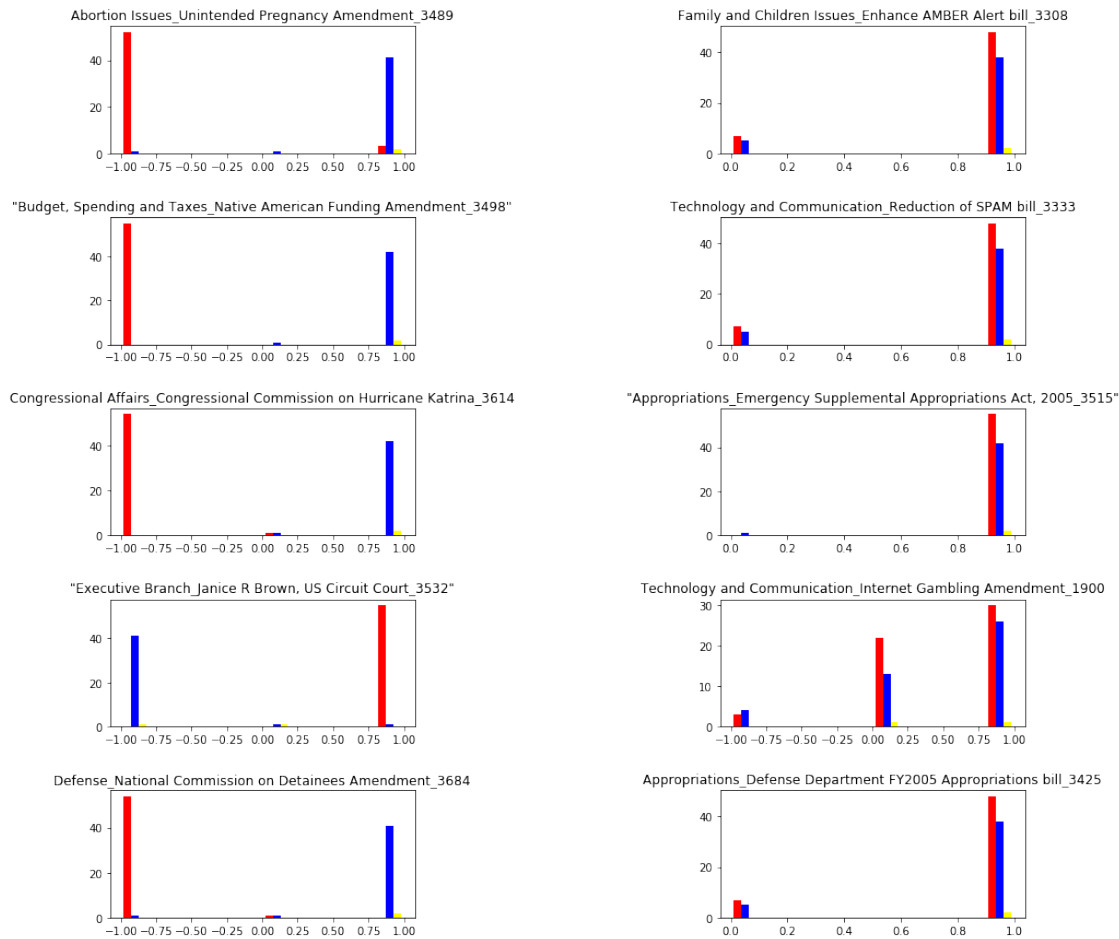 Abortion Issues_Unintended Pregnancy Amendment_3489
40
20
0
−1.00 −0.75 −0.50 −0.25 0.00 0.25 0.50 0.75 1.00
Family and Children Issues_Enhance AMBER Alert bill_3308
40
20
0
0.0 0.2 0.4 0.6 0.8 1.0
"Budget, Spending and Taxes_Native American Funding Amendment_3498"
40
20
0
−1.00 −0.75 −0.50 −0.25 0.00 0.25 0.50 0.75 1.00
Technology and Communication_Reduction of SPAM bill_3333
40
20
0
0.0 0.2 0.4 0.6 0.8 1.0
Congressional Affairs_Congressional Commission on Hurricane Katrina_3614
40
20
0
−1.00 −0.75 −0.50 −0.25 0.00 0.25 0.50 0.75 1.00
"Appropriations_Emergency Supplemental Appropriations Act, 2005_3515"
40
20
0
0.0 0.2 0.4 0.6 0.8 1.0
"Executive Branch_Janice R Brown, US Circuit Court_3532"
40
20
0
−1.00 −0.75 −0.50 −0.25 0.00 0.25 0.50 0.75 1.00
Technology and Communication_Internet Gambling Amendment_1900
30
20
10
0
−1.00 −0.75 −0.50 −0.25 0.00 0.25 0.50 0.75 1.00
Defense_National Commission on Detainees Amendment_3684
40
20
0
−1.00 −0.75 −0.50 −0.25 0.00 0.25 0.50 0.75 1.00
Appropriations_Defense Department FY2005 Appropriations bill_3425
40
20
0
0.0 0.2 0.4 0.6 0.8 1.0